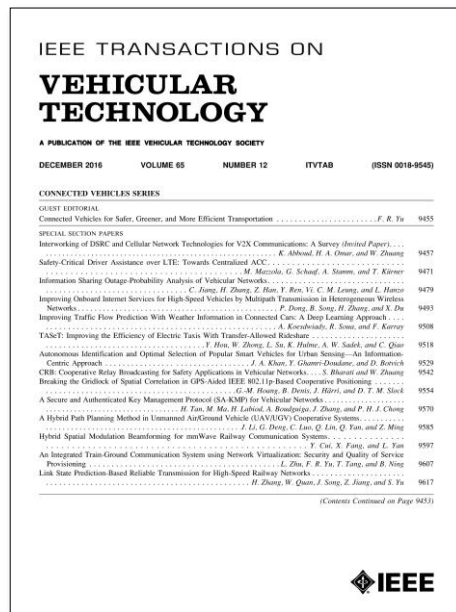 IEEE TRANSACTIONS ON
VEHICULAR
TECHNOLOGY
A PUBLICATION OF THE IEEE VEHICULAR TECHNOLOGY SOCIETY
DECEMBER 2016 VOLUME 65 NUMBER 12 ITVTAB (ISSN 0018-9545)
CONNECTED VEHICLES SERIES
GUEST EDITORIAL
Connected Vehicles for Safer, Greener, and More Efficient Transportation . . . . . . . . . . . . . . . . . . . . . . F. R. Yu 9455
SPECIAL SECTION PAPERS
Interworking of DSRC and Cellular Network Technologies for V2X Communications: A Survey (Invited Paper). . . .
. . . . . . . . . . . . . . . . . . . . . . . K. Abboud, H. A. Omar, and W. Zhuang 9457
Safety-Critical Driver Assistance over LTE: Towards Centralized ACC . . . . . . . . . . . . . . . . . . .
. . . . . . . . . . . . . . . . . . . . . . . M. Mazzola, G. Schaaf, A. Stamm, and T. Kürner 9471
Information Sharing Outage-Probability Analysis of Vehicular Networks. . . . . . . . . . . . . . . . . . .
. . . . . . . . . . . . . . . C. Jiang, H. Zhang, Z. Han, Y. Ren, V. C. M. Leung, and L. Hanzo 9479
Improving Onboard Internet Services for High-Speed Vehicles by Multipath Transmission in Heterogeneous Wireless
Networks. . . . . . . . . . . . . . . . . . . . P. Dong, B. Song, H. Zhang, and X. Du 9493
Improving Traffic Flow Prediction With Weather Information in Connected Cars: A Deep Learning Approach . . . .
. . . . . . . . . . . . . . . . . . . . . . . A. Koesdwiady, R. Soua, and F. Karray 9508
TASeT: Improving the Efficiency of Electric Taxis With Transfer-Allowed Rideshare . . . . . . . . . . . . . .
. . . . . . . . . . . . . . . Y. Hou, W. Zhong, L. Su, K. Hulme, A. W. Sadek, and C. Qiao 9518
Autonomous Identification and Optimal Selection of Popular Smart Vehicles for Urban Sensing—An Information-
Centric Approach . . . . . . . . . . . . . . J. A. Khan, Y. Ghamri-Doudane, and D. Botvich 9529
CRB: Cooperative Relay Broadcasting for Safety Applications in Vehicular Networks. . . . S. Bharati and W. Zhuang 9542
Breaking the Gridlock of Spatial Correlation in GPS-Aided IEEE 802.11p-Based Cooperative Positioning . . . . . .
. . . . . . . . . . . . . . . . . . . G.-M. Hoang, B. Denis, J. Härri, and D. T. M. Slock 9554
A Secure and Authenticated Key Management Protocol (SA-KMP) for Vehicular Networks. . . . . . . . . . . .
. . . . . . . . . . . . . . . H. Tan, M. Ma, H. Labiod, A. Boudguiga, J. Zhang, and P. H. J. Chong 9570
A Hybrid Path Planning Method in Unmanned Air/Ground Vehicle (UAV/UGV) Cooperative Systems. . . . . . . .
. . . . . . . . . . . . . . . . . . . J. Li, G. Deng, C. Luo, Q. Lin, Q. Yan, and Z. Ming 9585
Hybrid Spatial Modulation Beamforming for mmWave Railway Communication Systems. . . . . . . . . . . . .
. . . . . . . . . . . . . . . . . . . . . . . Y. Cui, X. Fang, and L. Yan 9597
An Integrated Train-Ground Communication System using Network Virtualization: Security and Quality of Service
Provisioning . . . . . . . . . . . . . . . . . . L. Zhu, F. R. Yu, T. Tang, and B. Ning 9607
Link State Prediction-Based Reliable Transmission for High-Speed Railway Networks . . . . . . . . . . . . .
. . . . . . . . . . . . . . . . . . H. Zhang, W. Quan, J. Song, Z. Jiang, and S. Yu 9617
(Contents Continued on Page 9453)
IEEE